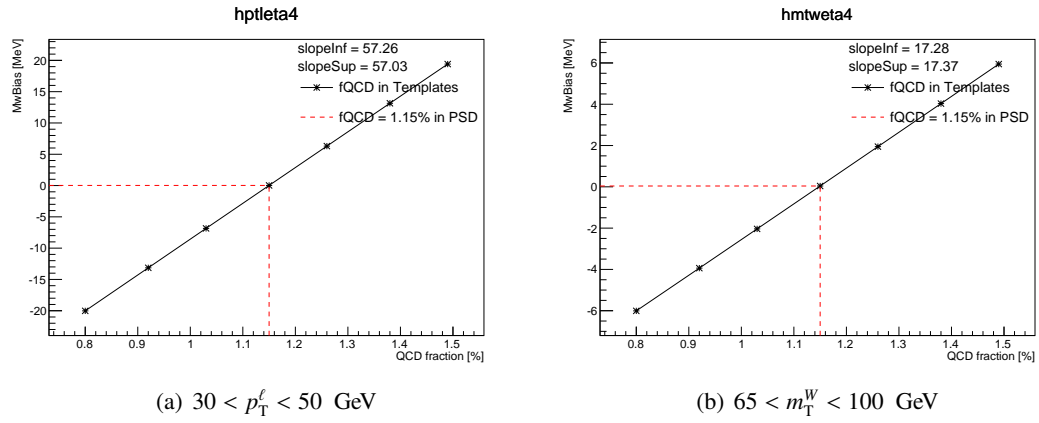 hptleta4
MwBias [MeV]
20
15
10
5
0
-5
-10
-15
-20
slopeInf = 57.26
slopeSup = 57.03
fQCD in Templates
fQCD = 1.15% in PSD
0.8 0.9 1 1.1 1.2 1.3 1.4 1.5
QCD fraction [%]
(a) 30 < p_T^ℓ < 50 GeV
hmtweta4
MwBias [MeV]
6
4
2
0
-2
-4
-6
slopeInf = 17.28
slopeSup = 17.37
fQCD in Templates
fQCD = 1.15% in PSD
0.8 0.9 1 1.1 1.2 1.3 1.4 1.5
QCD fraction [%]
(b) 65 < m_T^W < 100 GeV